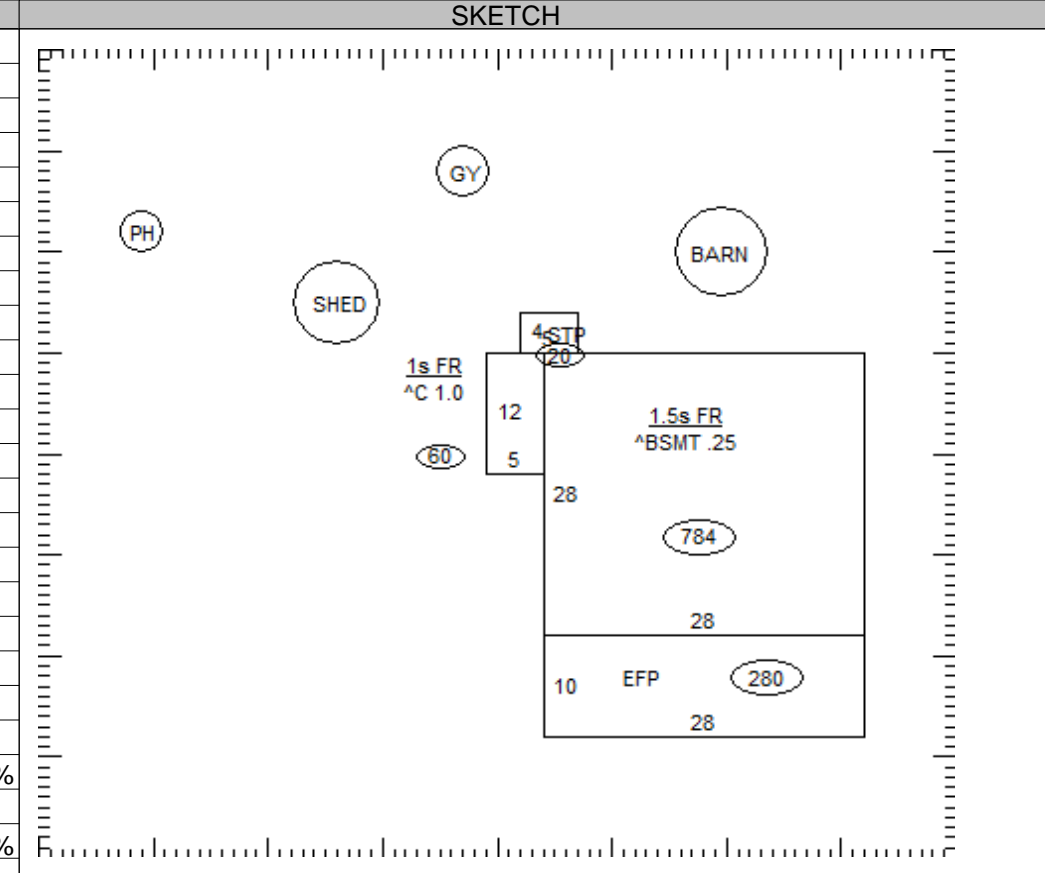 SKETCH
GY
PH
BARN
SHED
4
5
STP
20
1s FR
^C 1.0
12
1.5s FR
^BSMT .25
60
5
28
784
28
10
EFP
280
28
%
%